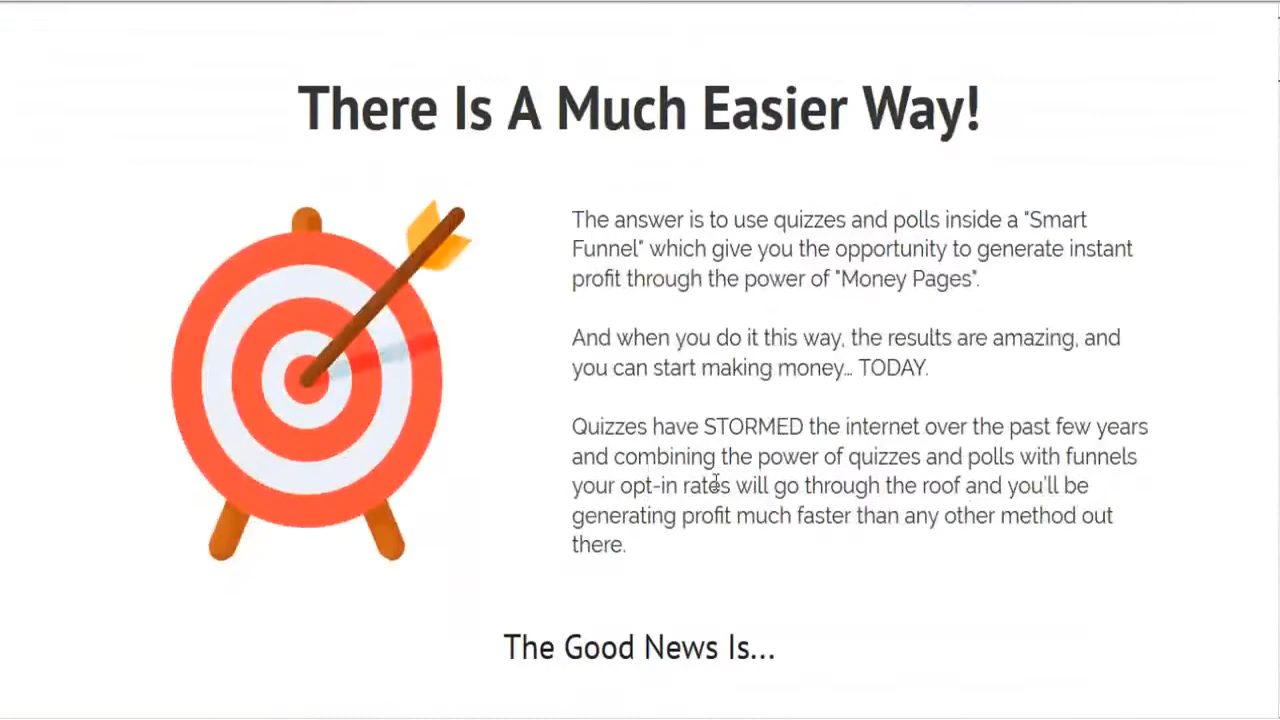 There Is A Much Easier Way!
The answer is to use quizzes and polls inside a "Smart
Funnel" which give you the opportunity to generate instant
profit through the power of "Money Pages".
And when you do it this way, the results are amazing, and
you can start making money… TODAY.
Quizzes have STORMED the internet over the past few years
and combining the power of quizzes and polls with funnels
your opt-in rates will go through the roof and you'll be
generating profit much faster than any other method out
there.
The Good News Is...